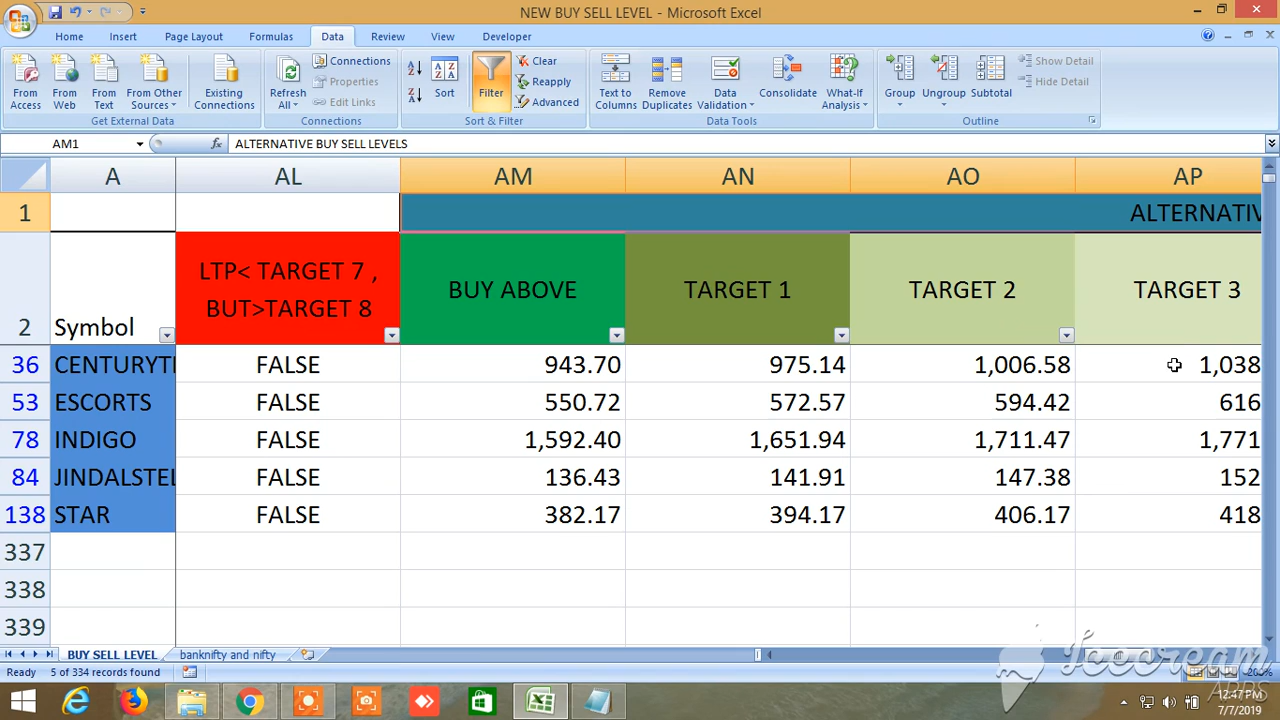 NEW BUY SELL LEVEL - Microsoft Excel
Home Insert Page Layout Formulas Data Review View Developer
From Access
From Web
From Text
From Other Sources
Existing Connections
Get External Data
Refresh All
Connections
Properties
Edit Links
Connections
Sort
Filter
Clear
Reapply
Advanced
Sort & Filter
Text to Columns
Remove Duplicates
Data Validation
Consolidate
What-If Analysis
Data Tools
Group
Ungroup
Subtotal
Show Detail
Hide Detail
Outline
AM1 fx ALTERNATIVE BUY SELL LEVELS
A AL AM AN AO AP
1 ALTERNATIV
2 Symbol LTP< TARGET 7 , BUT>TARGET 8 BUY ABOVE TARGET 1 TARGET 2 TARGET 3
36 CENTURYTE FALSE 943.70 975.14 1,006.58 1,038
53 ESCORTS FALSE 550.72 572.57 594.42 616
78 INDIGO FALSE 1,592.40 1,651.94 1,711.47 1,771
84 JINDALSTEL FALSE 136.43 141.91 147.38 152
138 STAR FALSE 382.17 394.17 406.17 418
337
338
339
BUY SELL LEVEL banknifty and nifty
Ready 5 of 334 records found 200%
APPS
12:47 PM
7/7/2019